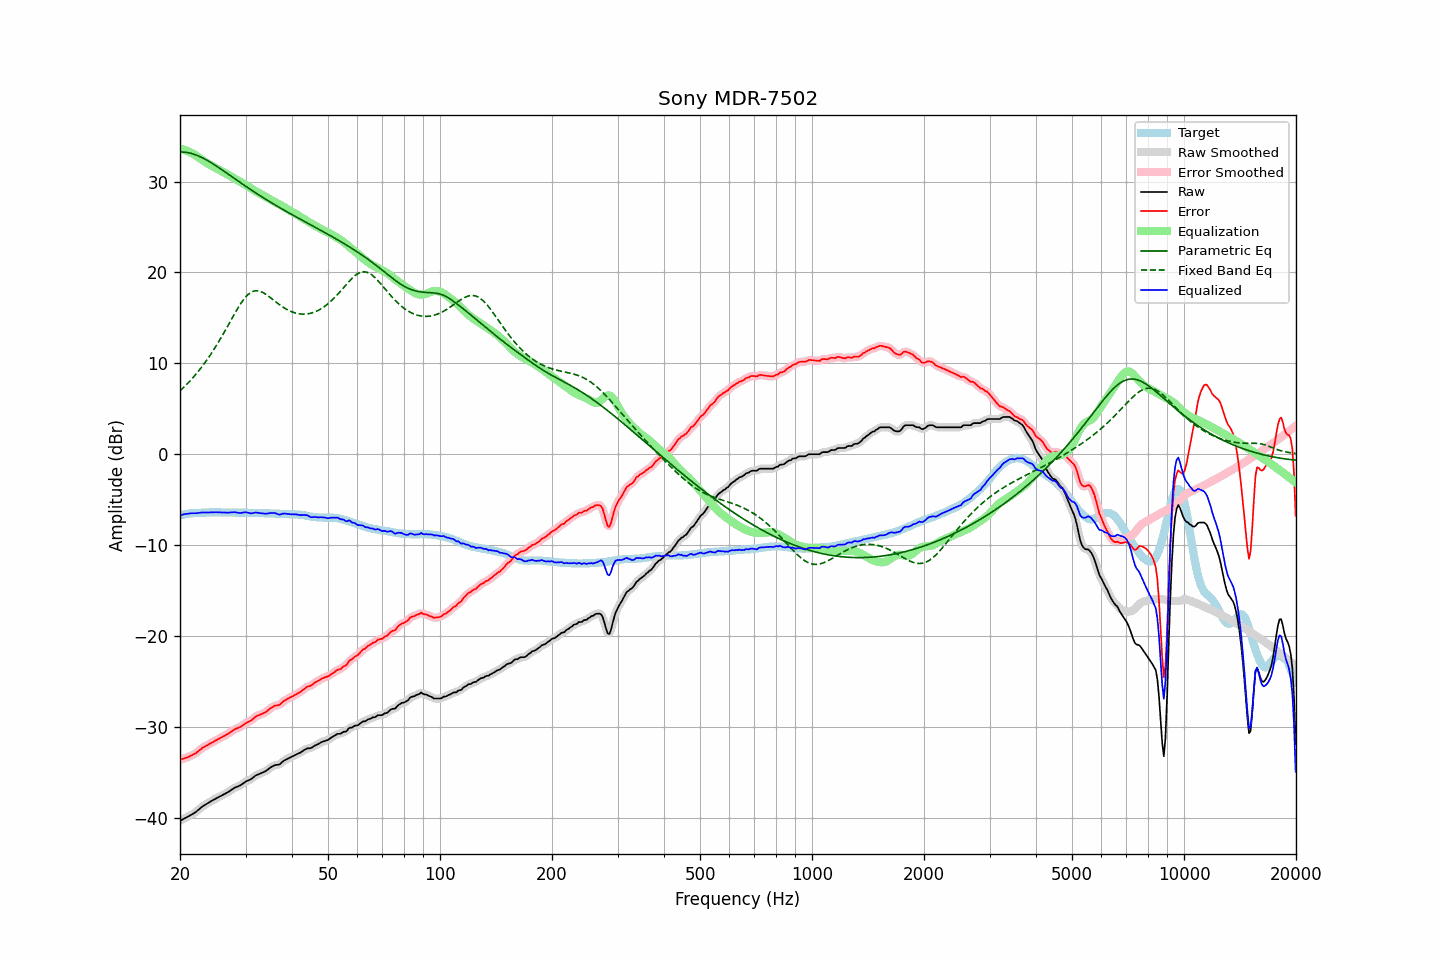 Sony MDR-7502
Target
Raw Smoothed
Error Smoothed
Raw
Error
Equalization
Parametric Eq
Fixed Band Eq
Equalized
Amplitude (dBr)
30
20
10
0
−10
−20
−30
−40
20 50 100 200 500 1000 2000 5000 10000 20000
Frequency (Hz)